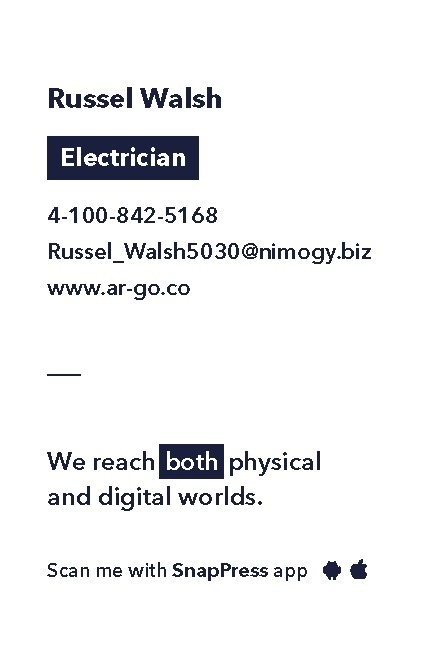 Russel Walsh
Electrician
4-100-842-5168
Russel_Walsh5030@nimogy.biz
www.ar-go.co
We reach both physical
and digital worlds.
Scan me with SnapPress app